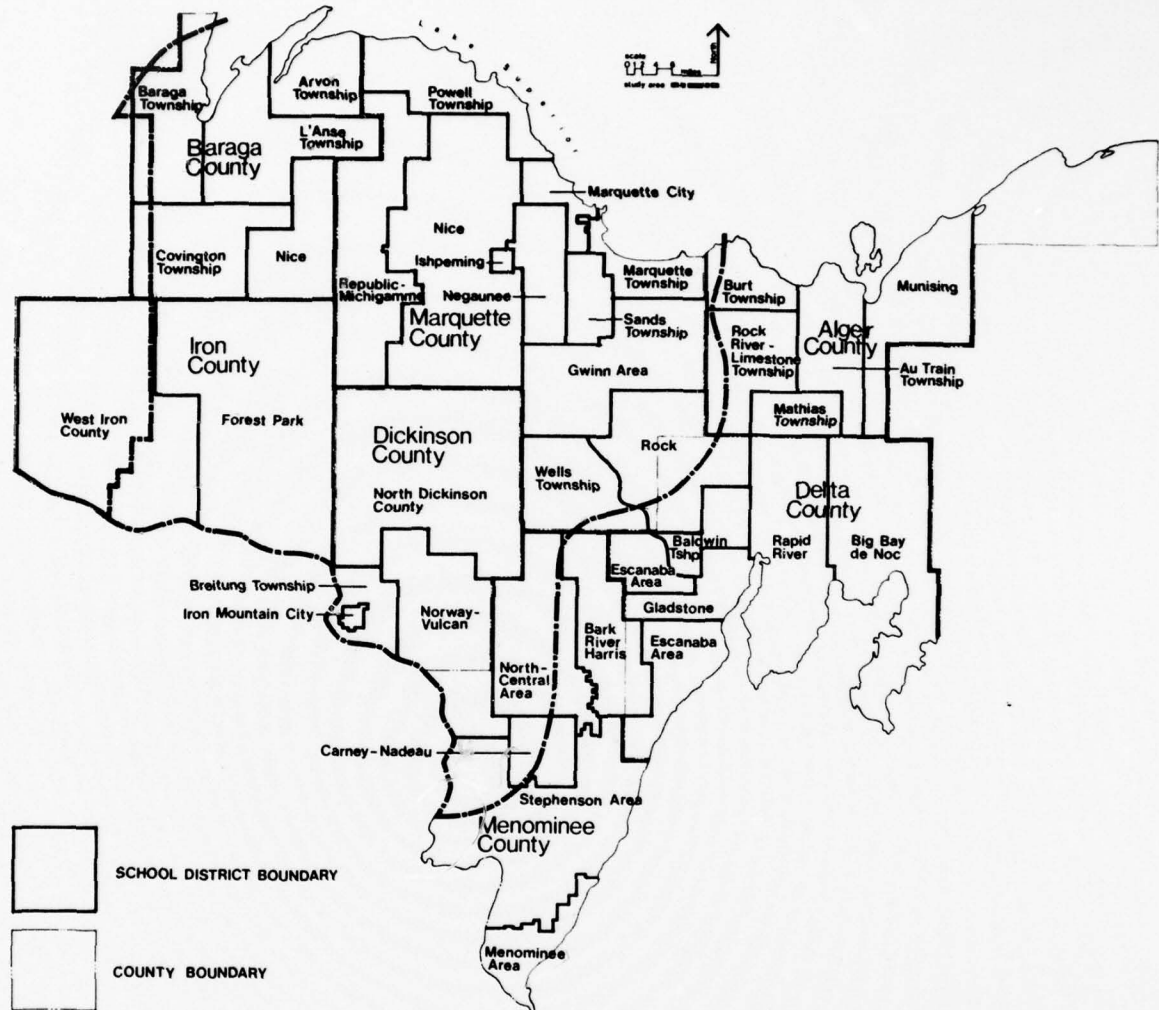 scale
North
miles
study area
Baraga
Township
Arvon
Township
Powell
Township
L'Anse
Township
Baraga
County
Marquette City
Nice
Ishpeming
Covington
Township
Nice
Republic-
Michigamme
Negaunee
Marquette
Township
Burt
Township
Munising
Marquette
County
Sands
Township
Rock
River-
Limestone
Township
Alger
County
Iron
County
Gwinn Area
Au Train
Township
West Iron
County
Forest Park
Mathias
Township
Dickinson
County
Rock
Wells
Township
North Dickinson
County
Delta
County
Baldwin
Tshp
Rapid
River
Big Bay
de Noc
Escanaba
Area
Breitung Township
Gladstone
Iron Mountain City
Norway-
Vulcan
Bark
River
Harris
Escanaba
Area
North-
Central
Area
Carney-Nadeau
Stephenson Area
Menominee
County
SCHOOL DISTRICT BOUNDARY
Menominee
Area
COUNTY BOUNDARY